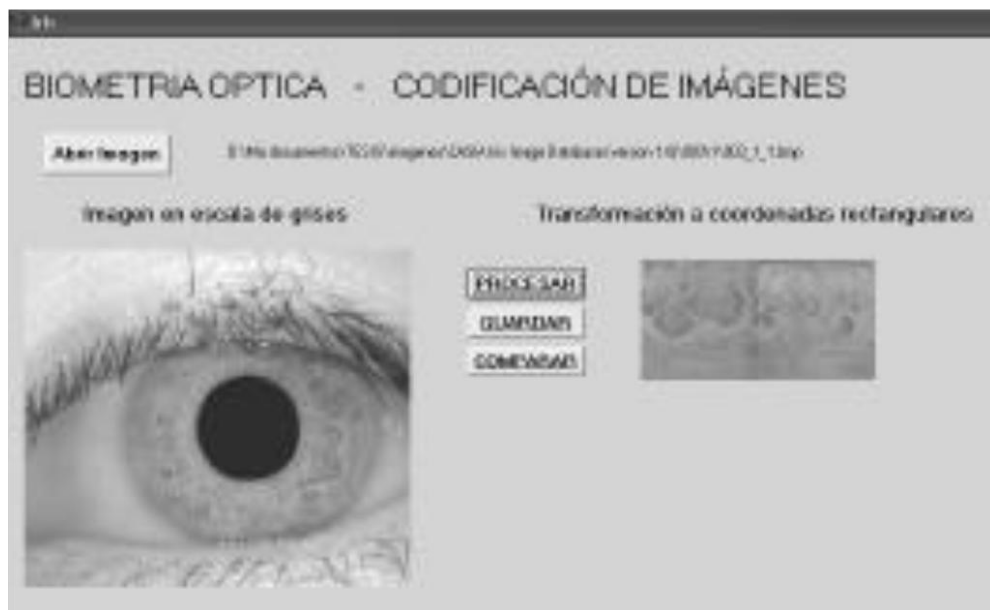 BIOMETRIA OPTICA - CODIFICACIÓN DE IMÁGENES
Abrir Imagen
Imagen en escala de grises
Transformación a coordenadas rectangulares
PROCESAR
GUARDAR
COMPARAR